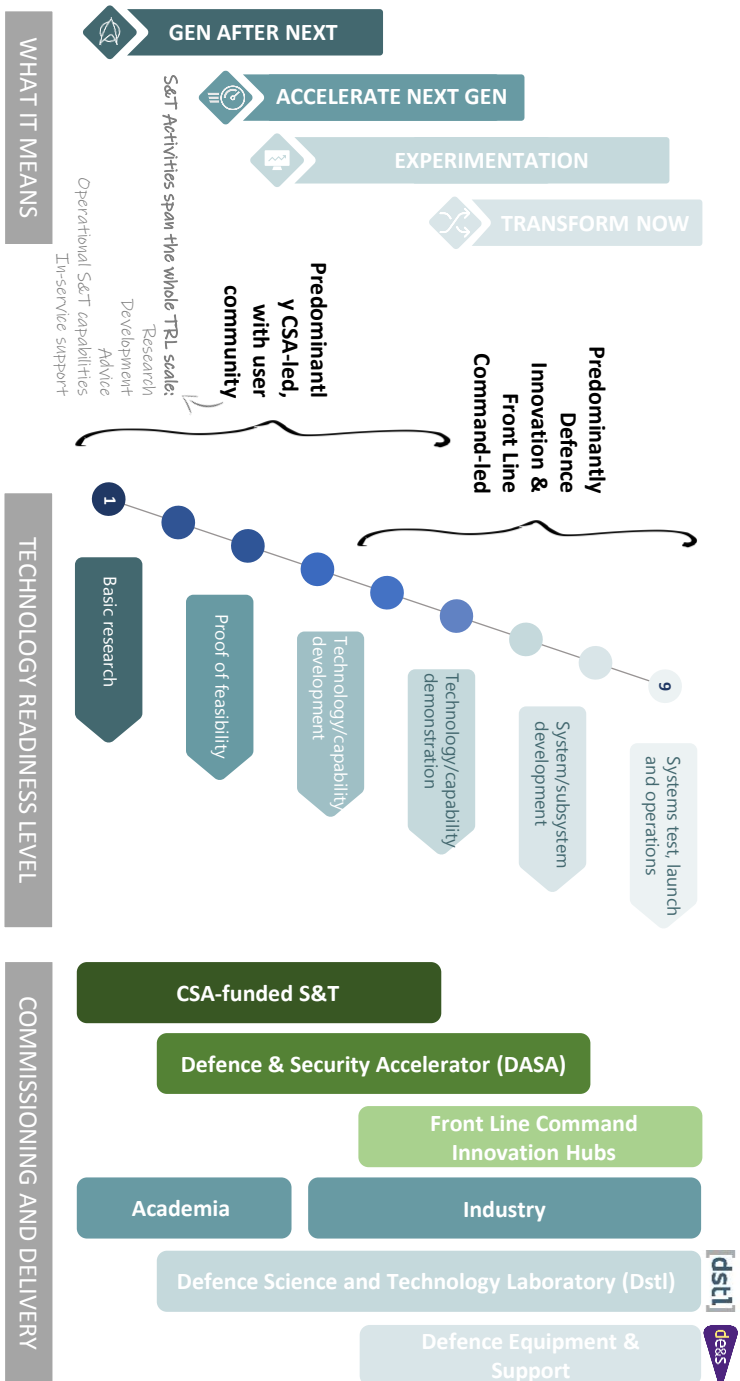 WHAT IT MEANS
GEN AFTER NEXT
ACCELERATE NEXT GEN
EXPERIMENTATION
TRANSFORM NOW
S&T Activities span the whole TRL scale:
Research
Development
Advice
Operational S&T capabilities
In-service support
Predominantl
y CSA-led,
with user
community
Predominantly
Defence
Innovation &
Front Line
Command-led
TECHNOLOGY READINESS LEVEL
1
9
Basic research
Proof of feasibility
Technology/capability
development
Technology/capability
demonstration
System/subsystem
development
Systems test, launch
and operations
COMMISSIONING AND DELIVERY
CSA-funded S&T
Defence & Security Accelerator (DASA)
Front Line Command
Innovation Hubs
Academia
Industry
Defence Science and Technology Laboratory (Dstl)
[dstl]
Defence Equipment &
Support
de&s